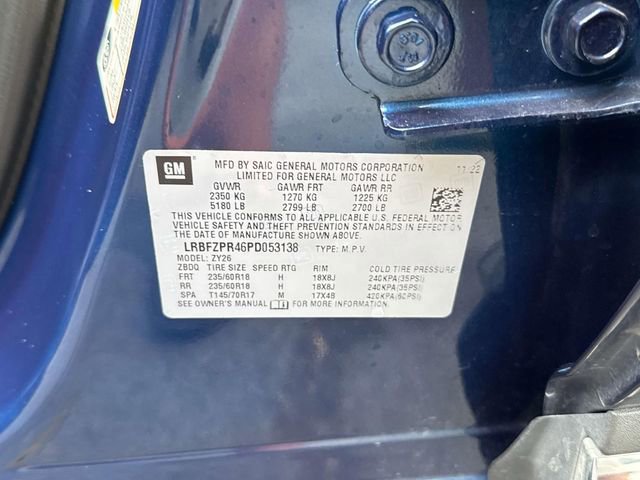 GM
MFD BY SAIC GENERAL MOTORS CORPORATION 11/22
LIMITED FOR GENERAL MOTORS LLC
GVWR GAWR FRT GAWR RR
2350 KG 1270 KG 1225 KG
5180 LB 2799 LB 2700 LB
THIS VEHICLE CONFORMS TO ALL APPLICABLE U.S. FEDERAL MOTOR
VEHICLE SAFETY AND THEFT PREVENTION STANDARDS IN
EFFECT ON THE DATE OF MANUFACTURE SHOWN ABOVE.
LRBFZPR46PD053138 TYPE: M.P.V.
MODEL: ZY26
ZBDQ TIRE SIZE SPEED RTG RIM COLD TIRE PRESSURE
FRT 235/60R18 H 18X8J 240KPA(35PSI)
RR 235/60R18 H 18X8J 240KPA(35PSI)
SPA T145/70R17 M 17X4B 420KPA(60PSI)
SEE OWNER'S MANUAL FOR MORE INFORMATION.